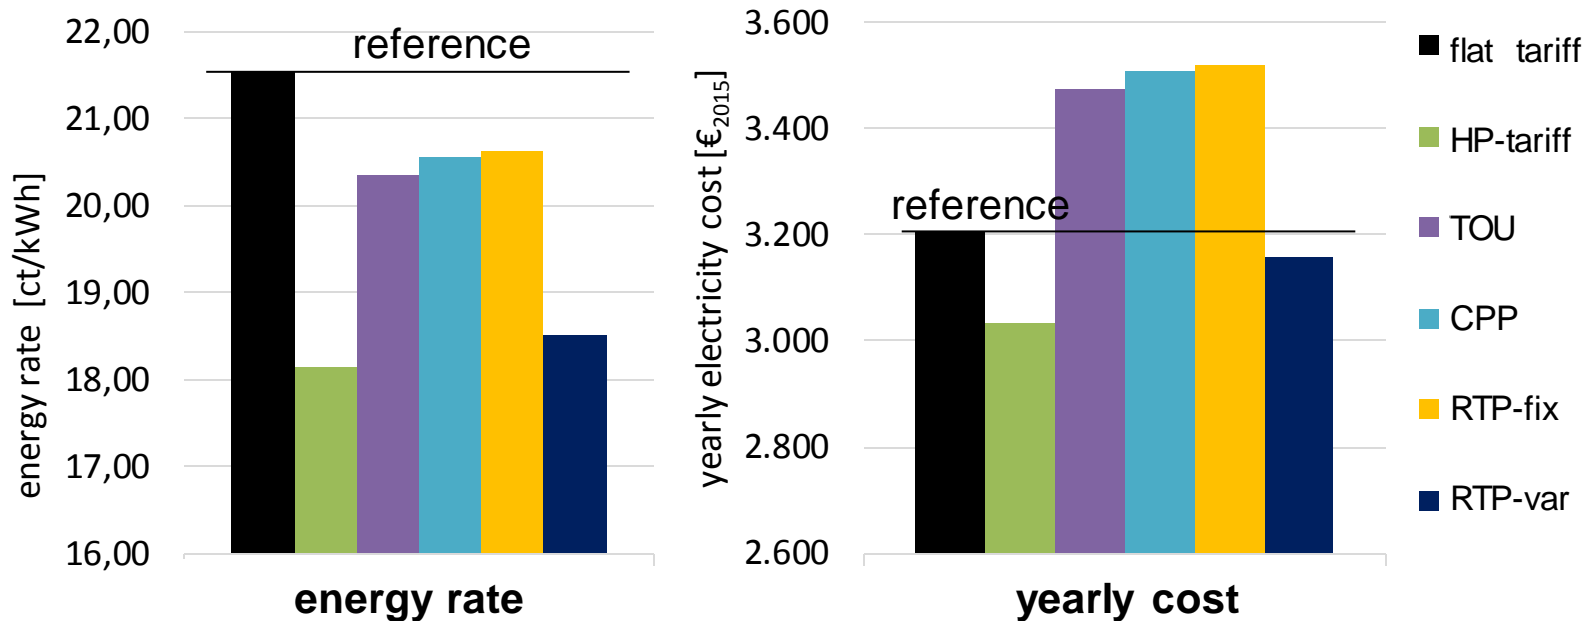 energy rate [ct/kWh]
22,00
21,00
20,00
19,00
18,00
17,00
16,00
reference
energy rate
yearly electricity cost [€2015]
3.600
3.400
3.200
3.000
2.800
2.600
reference
yearly cost
flat tariff
HP-tariff
TOU
CPP
RTP-fix
RTP-var